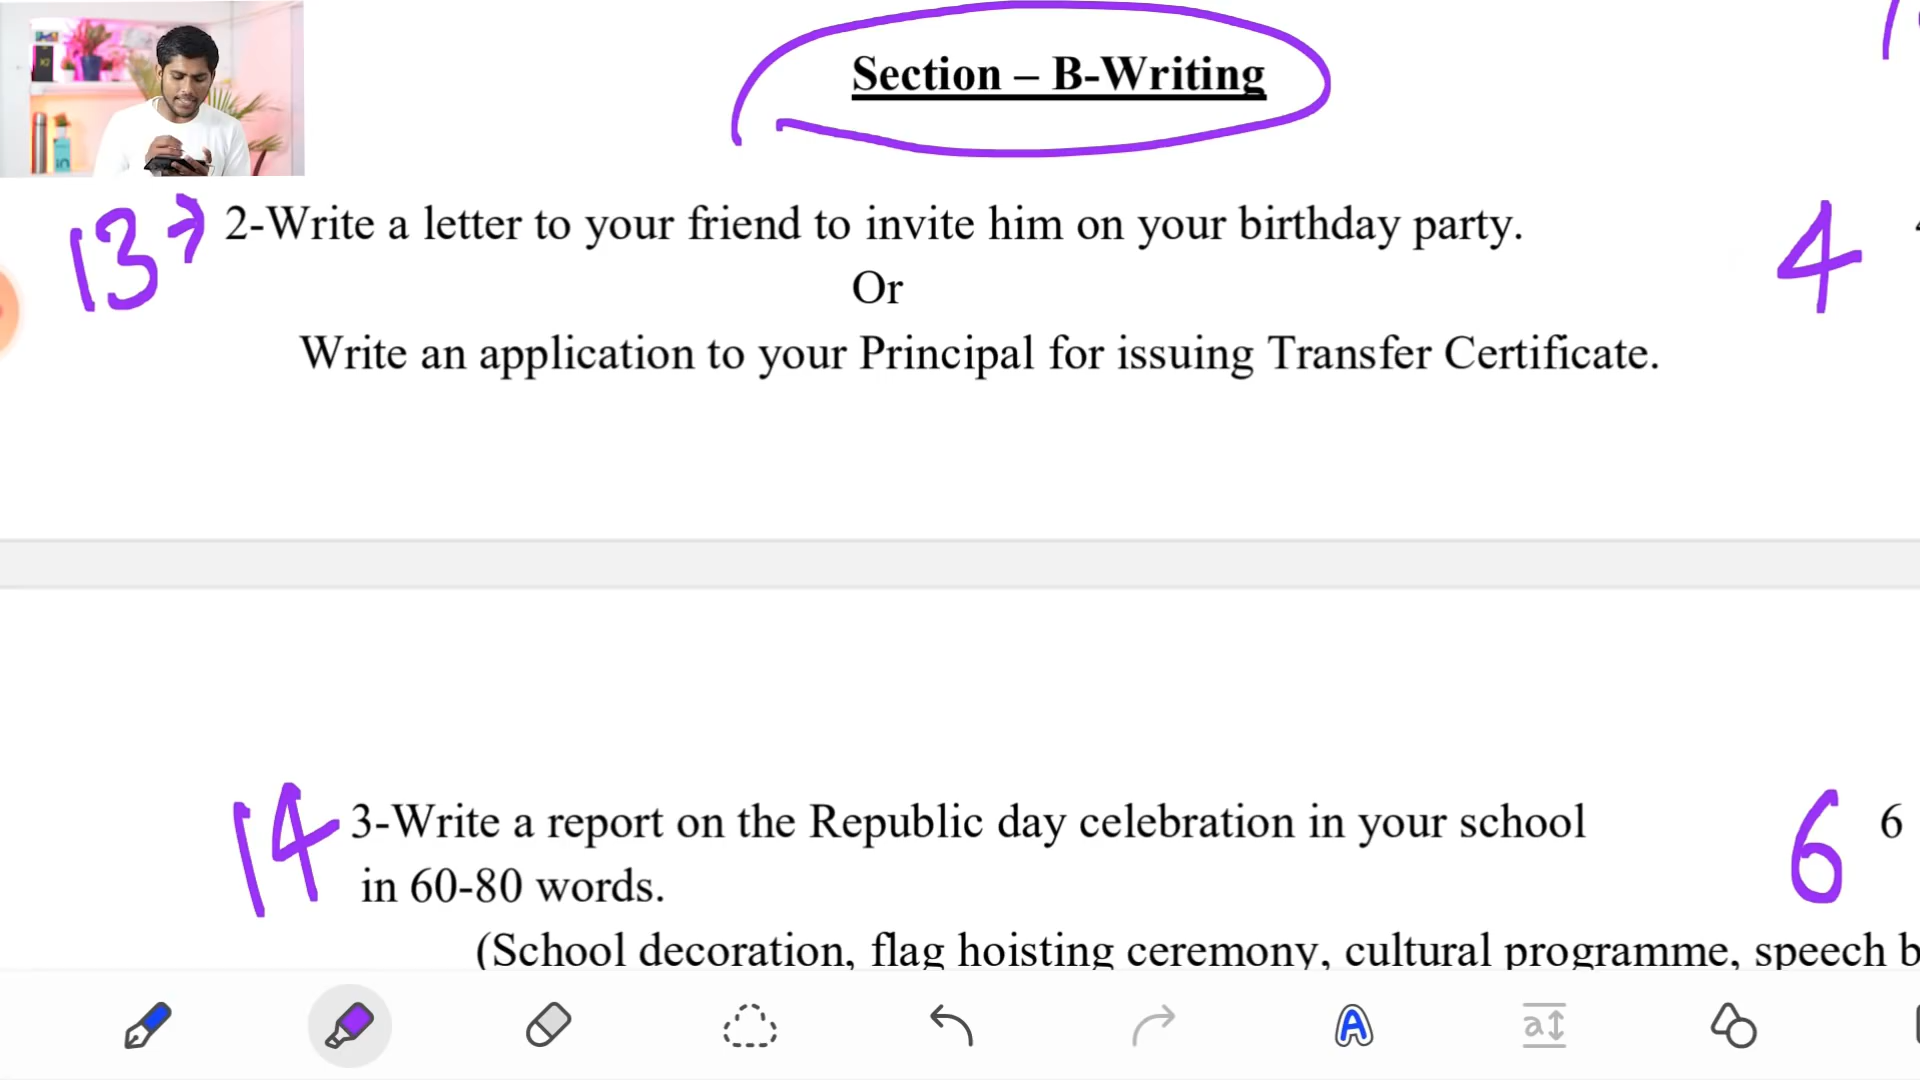 Section – B-Writing
13→ 2-Write a letter to your friend to invite him on your birthday party. 4
Or
Write an application to your Principal for issuing Transfer Certificate.
14 3-Write a report on the Republic day celebration in your school 6 6
in 60-80 words.
(School decoration, flag hoisting ceremony, cultural programme, speech b